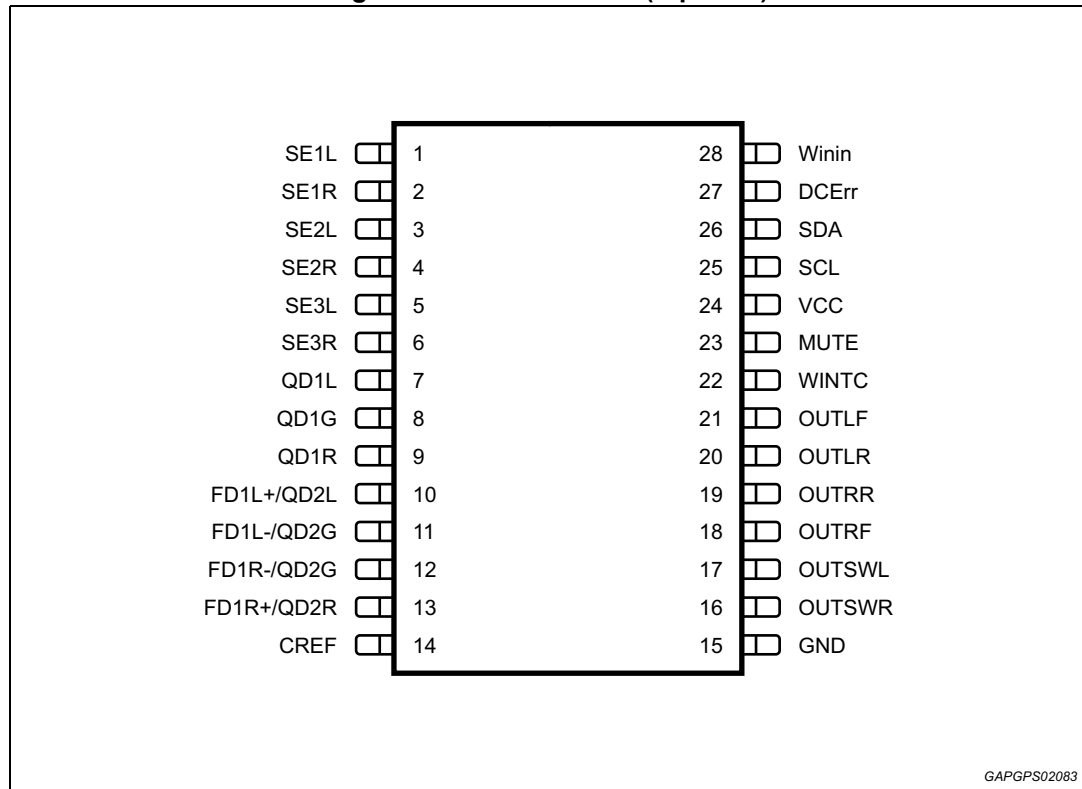 SE1L 1 28 Winin
SE1R 2 27 DCErr
SE2L 3 26 SDA
SE2R 4 25 SCL
SE3L 5 24 VCC
SE3R 6 23 MUTE
QD1L 7 22 WINTC
QD1G 8 21 OUTLF
QD1R 9 20 OUTLR
FD1L+/QD2L 10 19 OUTRR
FD1L-/QD2G 11 18 OUTRF
FD1R-/QD2G 12 17 OUTSWL
FD1R+/QD2R 13 16 OUTSWR
CREF 14 15 GND
GAPGPS02083